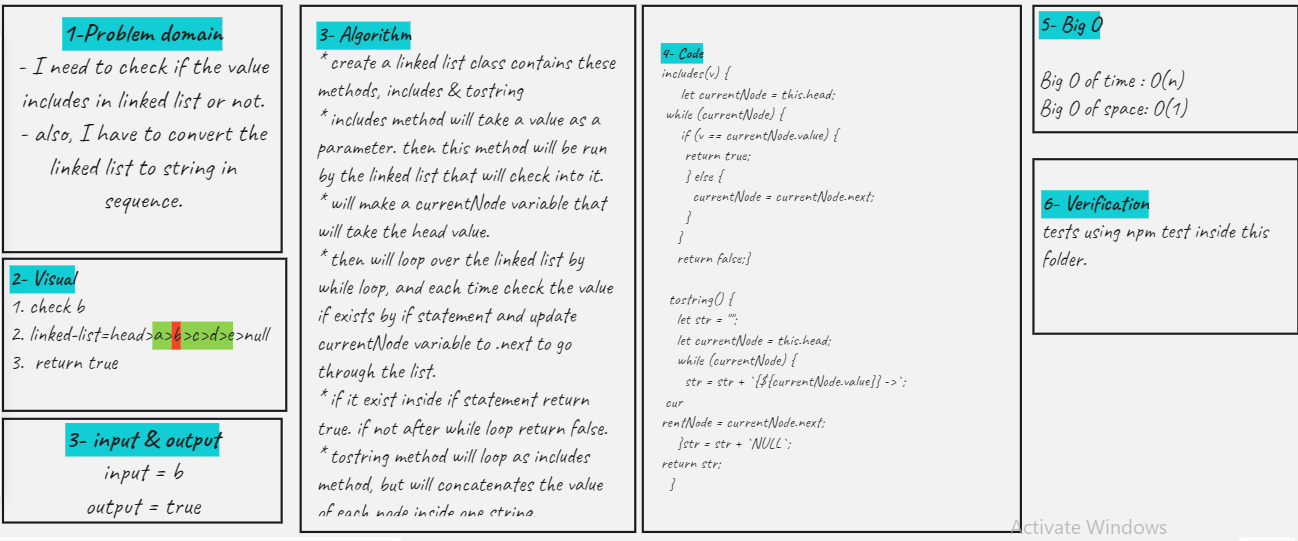 1-Problem domain
- I need to check if the value
includes in linked list or not.
- also, I have to convert the
linked list to string in
sequence.
2- Visual
1. check b
2. linked-list=head>a>b>c>d>e>null
3. return true
3- input & output
input = b
output = true
3- Algorithm
* create a linked list class contains these
methods, includes & tostring
* includes method will take a value as a
parameter. then this method will be run
by the linked list that will check into it.
* will make a currentNode variable that
will take the head value.
* then will loop over the linked list by
while loop, and each time check the value
if exists by if statement and update
currentNode variable to .next to go
through the list.
* if it exist inside if statement return
true. if not after while loop return false.
* tostring method will loop as includes
method, but will concatenates the value
of each node inside one string.
4- Code
includes(v) {
let currentNode = this.head;
while (currentNode) {
if (v == currentNode.value) {
return true;
} else {
currentNode = currentNode.next;
}
}
return false;}
tostring() {
let str = "";
let currentNode = this.head;
while (currentNode) {
str = str + `{${currentNode.value}} ->`;
cur
rentNode = currentNode.next;
}str = str + `NULL`;
return str;
}
5- Big O
Big O of time : O(n)
Big O of space: O(1)
6- Verification
tests using npm test inside this
folder.
Activate Windows